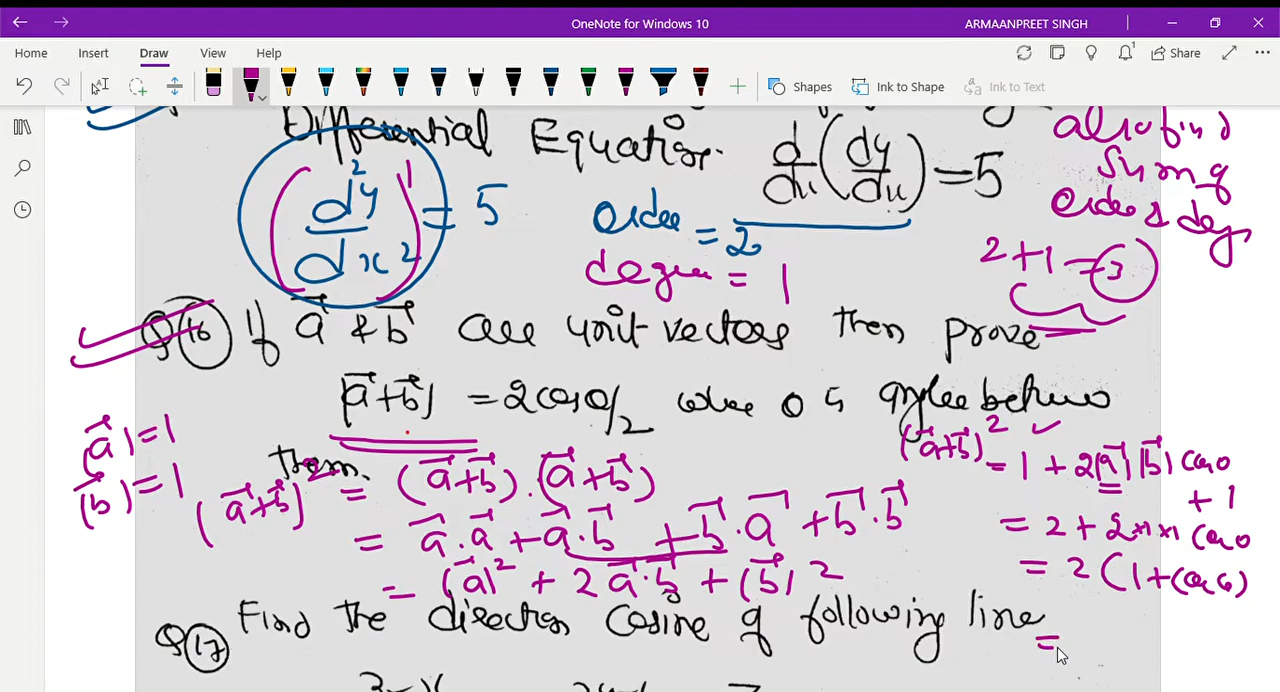 OneNote for Windows 10
ARMAANPREET SINGH
Home Insert Draw View Help
Share
Shapes
Ink to Shape
Ink to Text
Differential Equation. d/dx (dy/dx) = 5
also find
sum of
order & deg
2+1 = 3
(d²y/dx²)¹ = 5
order = 2
degree = 1
Q 16 If a⃗ & b⃗ are unit vectors then prove
|a⃗+b⃗| = 2cos θ/2 where θ is angle between
them.
|a⃗| = 1
|b⃗| = 1
|a⃗+b⃗|² = (a⃗+b⃗).(a⃗+b⃗)
= a⃗.a⃗ + a⃗.b⃗ + b⃗.a⃗ + b⃗.b⃗
= |a⃗|² + 2a⃗.b⃗ + |b⃗|²
|a⃗+b⃗|² = 1 + 2|a⃗||b⃗| cos θ
+ 1
= 2 + 2×1×1 cos θ
= 2(1+cos θ)
=
Q 17 Find the direction cosine of following line